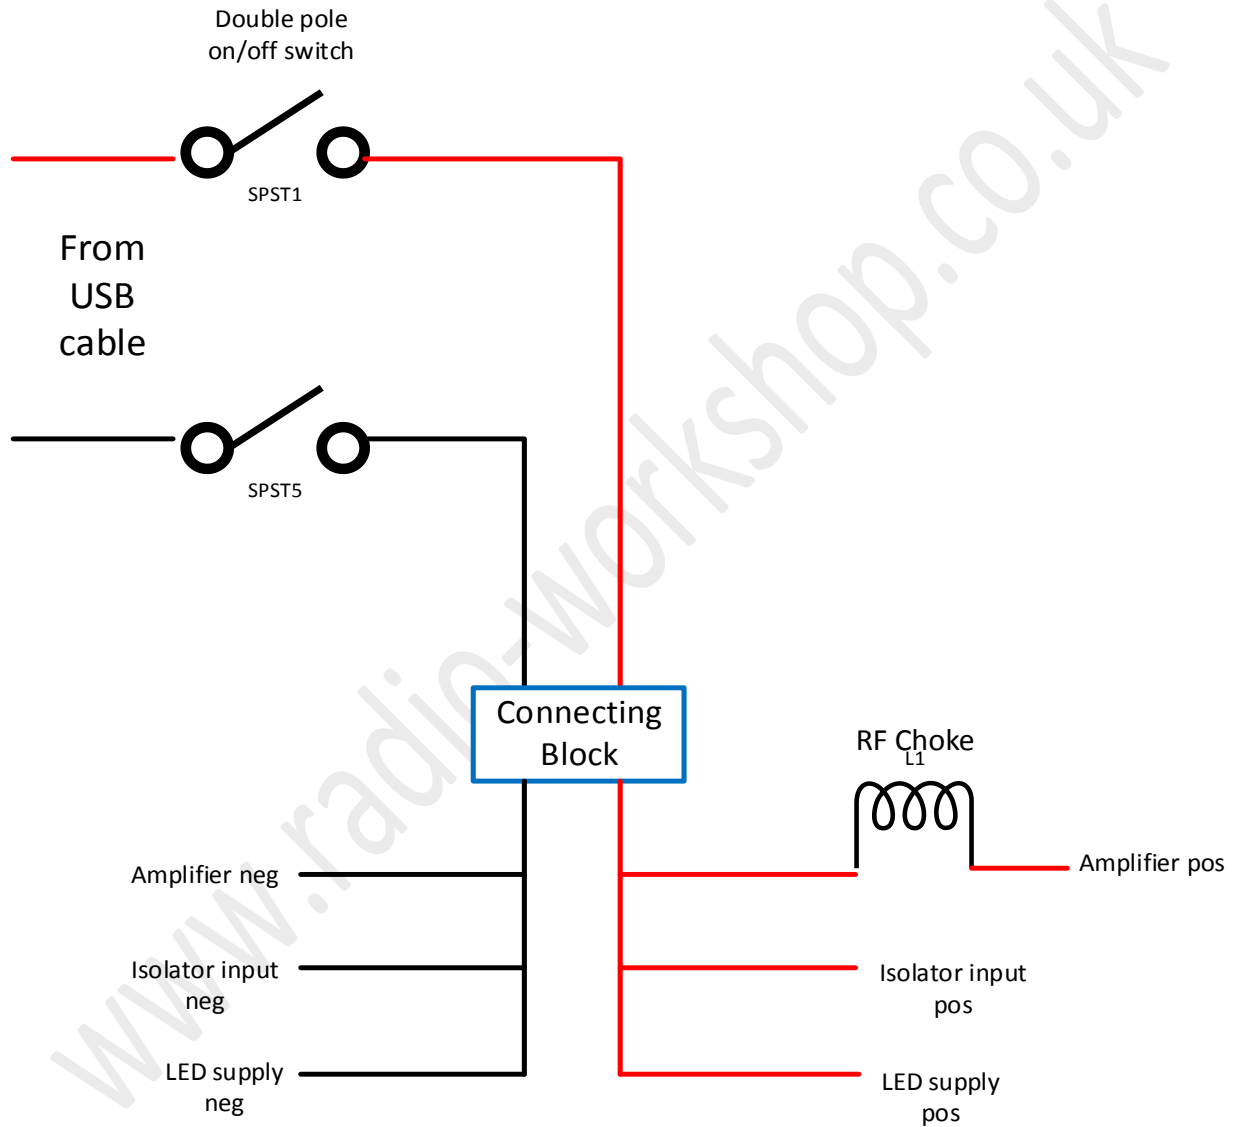 Double pole
on/off switch
SPST1
From
USB
cable
SPST5
Connecting
Block
RF Choke
L1
Amplifier neg
Amplifier pos
Isolator input
neg
Isolator input
pos
LED supply
neg
LED supply
pos
www.radio-workshop.co.uk